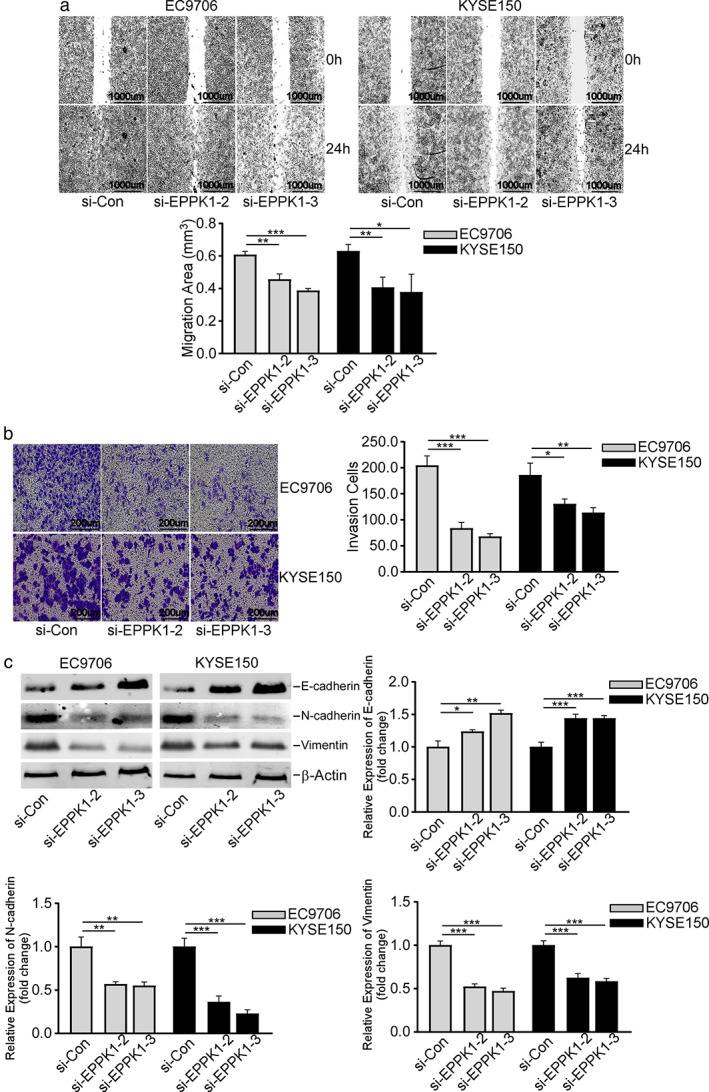 a
EC9706 KYSE150
1000um 1000um 1000um 1000um 1000um 1000um
0h 0h
1000um 1000um 1000um 1000um 1000um 1000um
24h 24h
si-Con si-EPPK1-2 si-EPPK1-3 si-Con si-EPPK1-2 si-EPPK1-3
Migration Area (mm³)
0.8
0.6
0.4
0.2
0.0
***
**
*
**
EC9706
KYSE150
si-Con si-EPPK1-2 si-EPPK1-3 si-Con si-EPPK1-2 si-EPPK1-3
b
200um 200um 200um
EC9706
200um 200um 200um
KYSE150
si-Con si-EPPK1-2 si-EPPK1-3
Invasion Cells
250.0
200.0
150.0
100.0
50.0
0.0
***
***
**
*
EC9706
KYSE150
si-Con si-EPPK1-2 si-EPPK1-3 si-Con si-EPPK1-2 si-EPPK1-3
c
EC9706 KYSE150
E-cadherin
N-cadherin
Vimentin
β-Actin
si-Con si-EPPK1-2 si-EPPK1-3 si-Con si-EPPK1-2 si-EPPK1-3
Relative Expression of E-cadherin
(fold change)
2.0
1.5
1.0
0.5
0.0
**
*
***
***
EC9706
KYSE150
si-Con si-EPPK1-2 si-EPPK1-3 si-Con si-EPPK1-2 si-EPPK1-3
Relative Expression of N-cadherin
(fold change)
1.5
1.0
0.5
0.0
**
**
***
***
EC9706
KYSE150
si-Con si-EPPK1-2 si-EPPK1-3 si-Con si-EPPK1-2 si-EPPK1-3
Relative Expression of Vimentin
(fold change)
1.5
1.0
0.5
0.0
***
***
***
***
EC9706
KYSE150
si-Con si-EPPK1-2 si-EPPK1-3 si-Con si-EPPK1-2 si-EPPK1-3